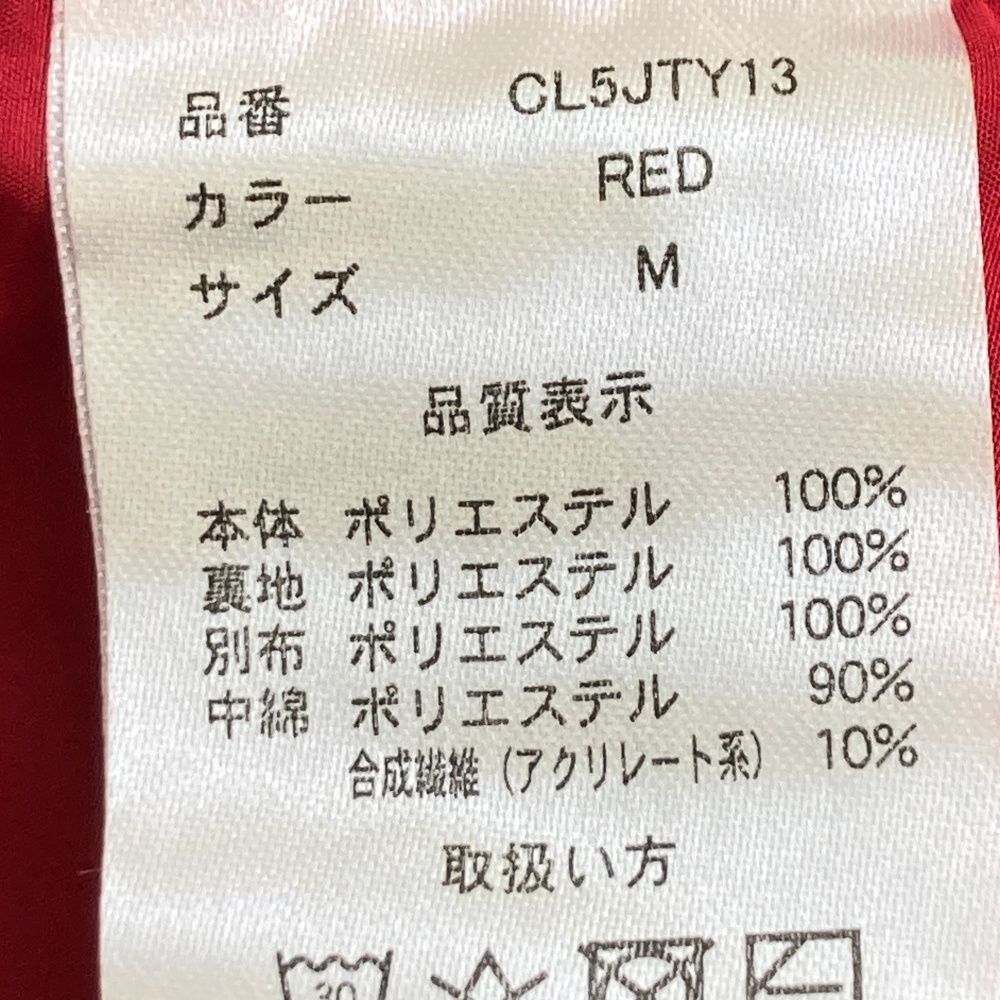 品番 CL5JTY13
カラー RED
サイズ M
品質表示
本体 ポリエステル 100%
裏地 ポリエステル 100%
別布 ポリエステル 100%
中綿 ポリエステル 90%
合成繊維（アクリレート系） 10%
取扱い方
30